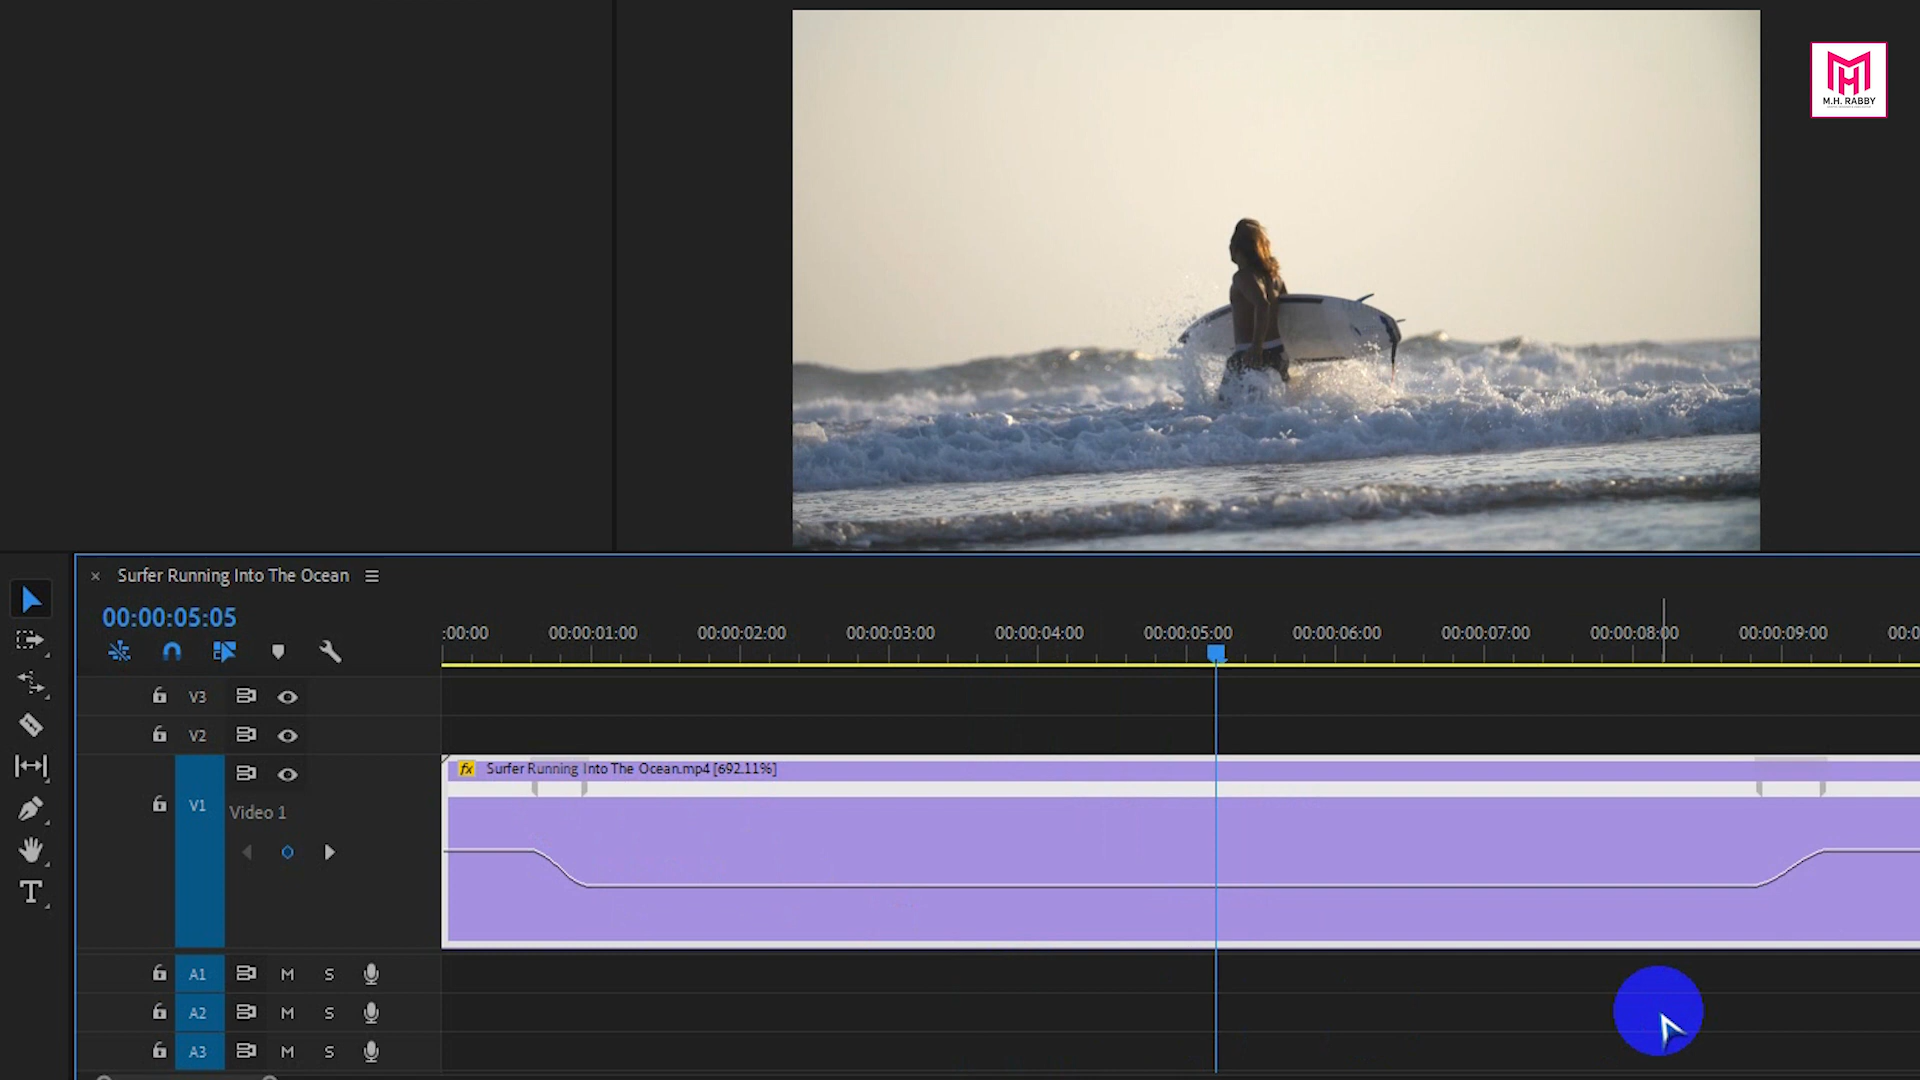 M.H. RABBY
Surfer Running Into The Ocean
00:00:05:05
:00:00 00:00:01:00 00:00:02:00 00:00:03:00 00:00:04:00 00:00:05:00 00:00:06:00 00:00:07:00 00:00:08:00 00:00:09:00 00:0
V3
V2
fx Surfer Running Into The Ocean.mp4 [692.11%]
V1
Video 1
A1 M S
A2 M S
A3 M S